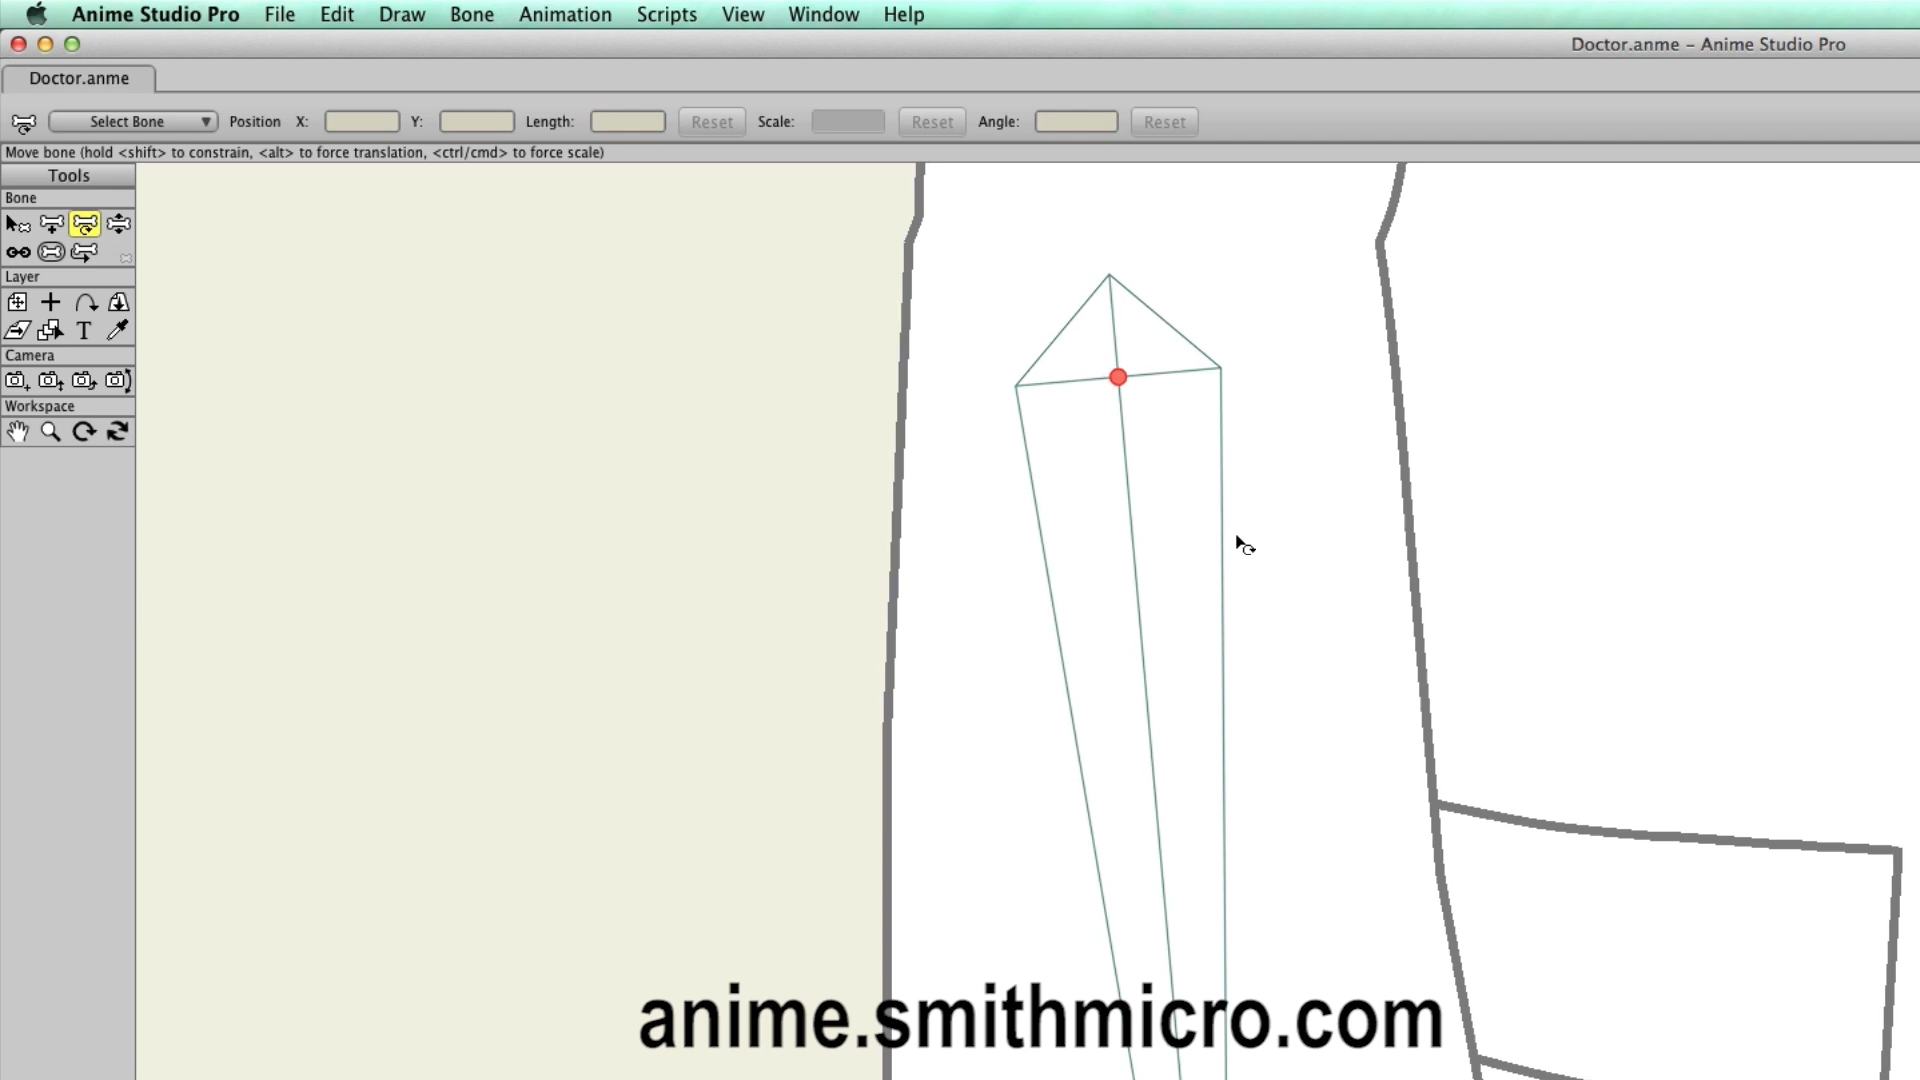 Anime Studio Pro File Edit Draw Bone Animation Scripts View Window Help
Doctor.anme – Anime Studio Pro
Doctor.anme
Select Bone Position X: Y: Length: Reset Scale: Reset Angle: Reset
Move bone (hold <shift> to constrain, <alt> to force translation, <ctrl/cmd> to force scale)
Tools
Bone
Layer
T
Camera
Workspace
anime.smithmicro.com